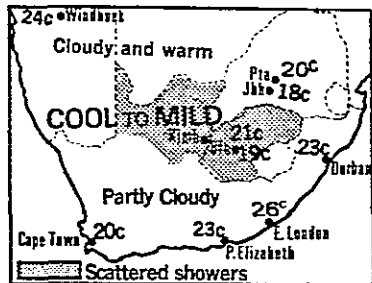 24c Windhoek
Cloudy and warm
Pta 20c
Jhb 18c
COOL TO MILD
21c
19c
23c
Durban
Partly Cloudy
26c
E. London
20c
Cape Town
23c
P. Elizabeth
Scattered showers